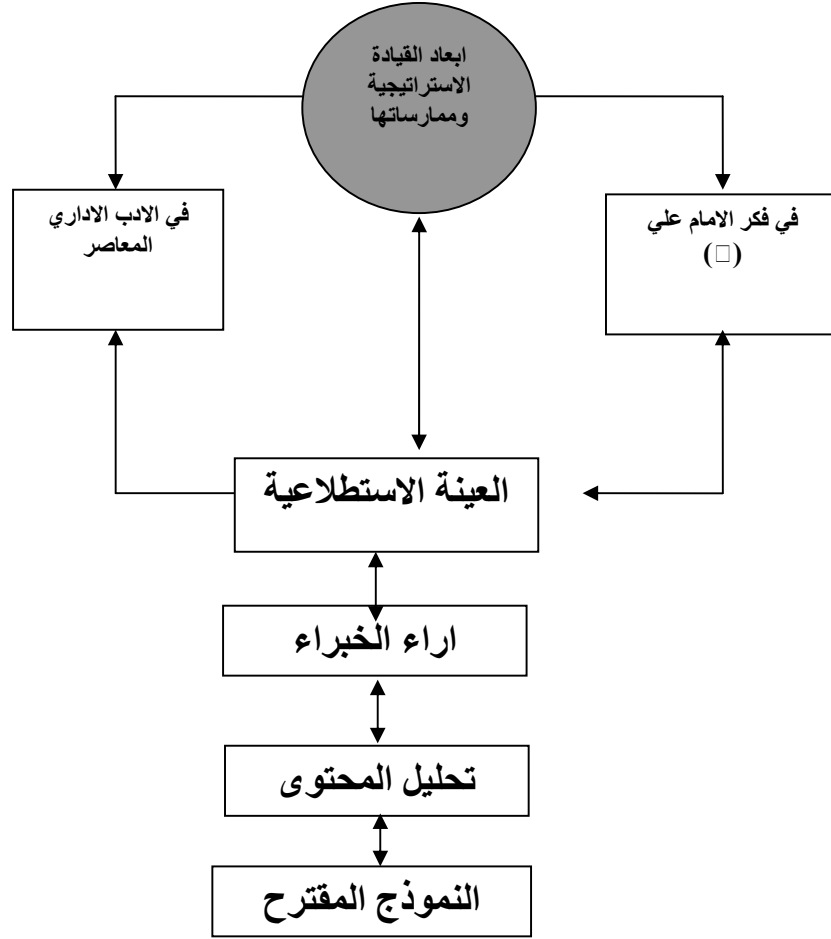 ابعاد القيادة
الاستراتيجية
وممارساتها
في فكر الامام علي
(□)
في الادب الاداري
المعاصر
العينة الاستطلاعية
اراء الخبراء
تحليل المحتوى
النموذج المقترح